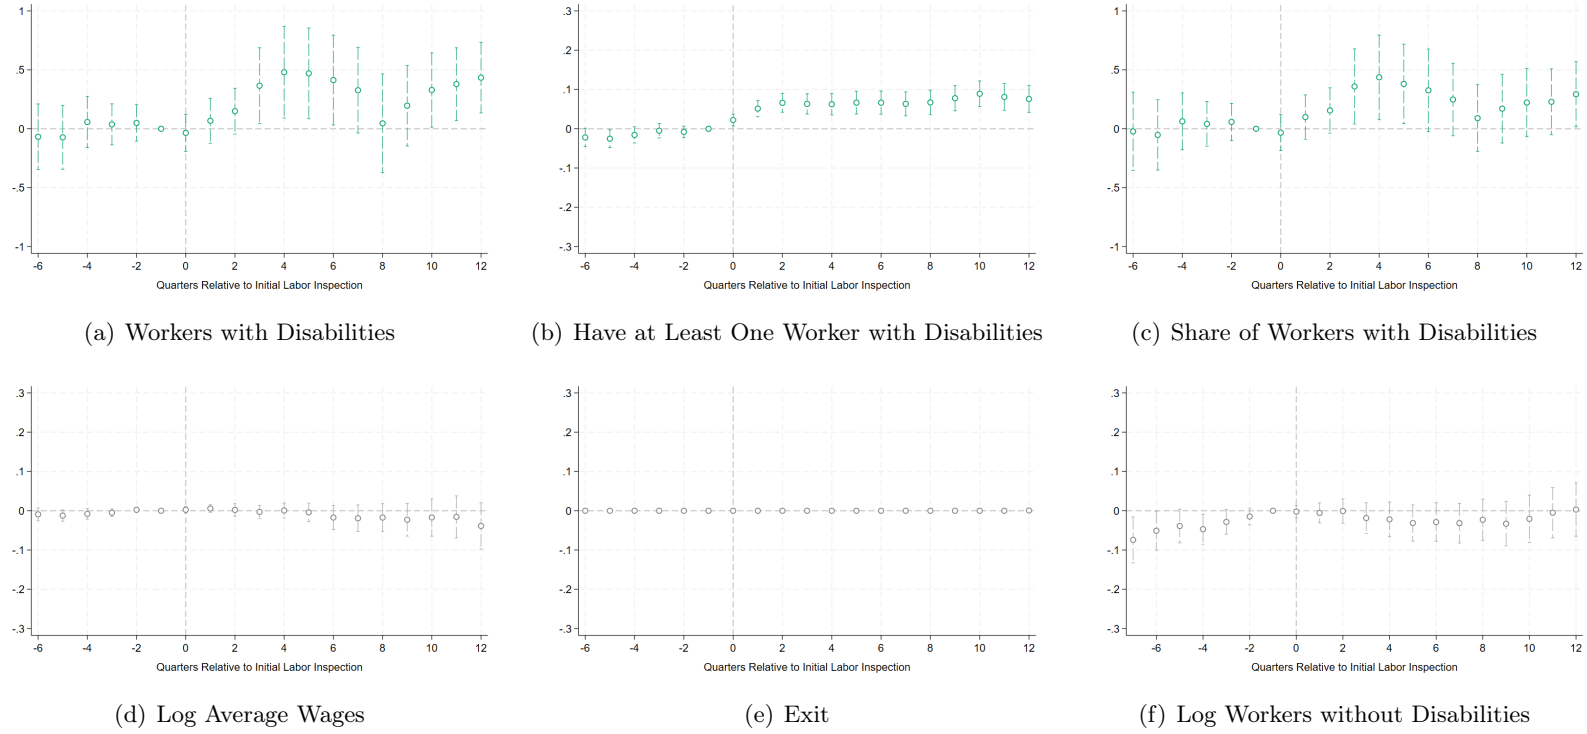 1
.5
0
-.5
-1
-6 -4 -2 0 2 4 6 8 10 12
Quarters Relative to Initial Labor Inspection
(a) Workers with Disabilities
.3
.2
.1
0
-.1
-.2
-.3
-6 -4 -2 0 2 4 6 8 10 12
Quarters Relative to Initial Labor Inspection
(b) Have at Least One Worker with Disabilities
1
.5
0
-.5
-1
-6 -4 -2 0 2 4 6 8 10 12
Quarters Relative to Initial Labor Inspection
(c) Share of Workers with Disabilities
.3
.2
.1
0
-.1
-.2
-.3
-6 -4 -2 0 2 4 6 8 10 12
Quarters Relative to Initial Labor Inspection
(d) Log Average Wages
.3
.2
.1
0
-.1
-.2
-.3
-6 -4 -2 0 2 4 6 8 10 12
Quarters Relative to Initial Labor Inspection
(e) Exit
.3
.2
.1
0
-.1
-.2
-.3
-6 -4 -2 0 2 4 6 8 10 12
Quarters Relative to Initial Labor Inspection
(f) Log Workers without Disabilities